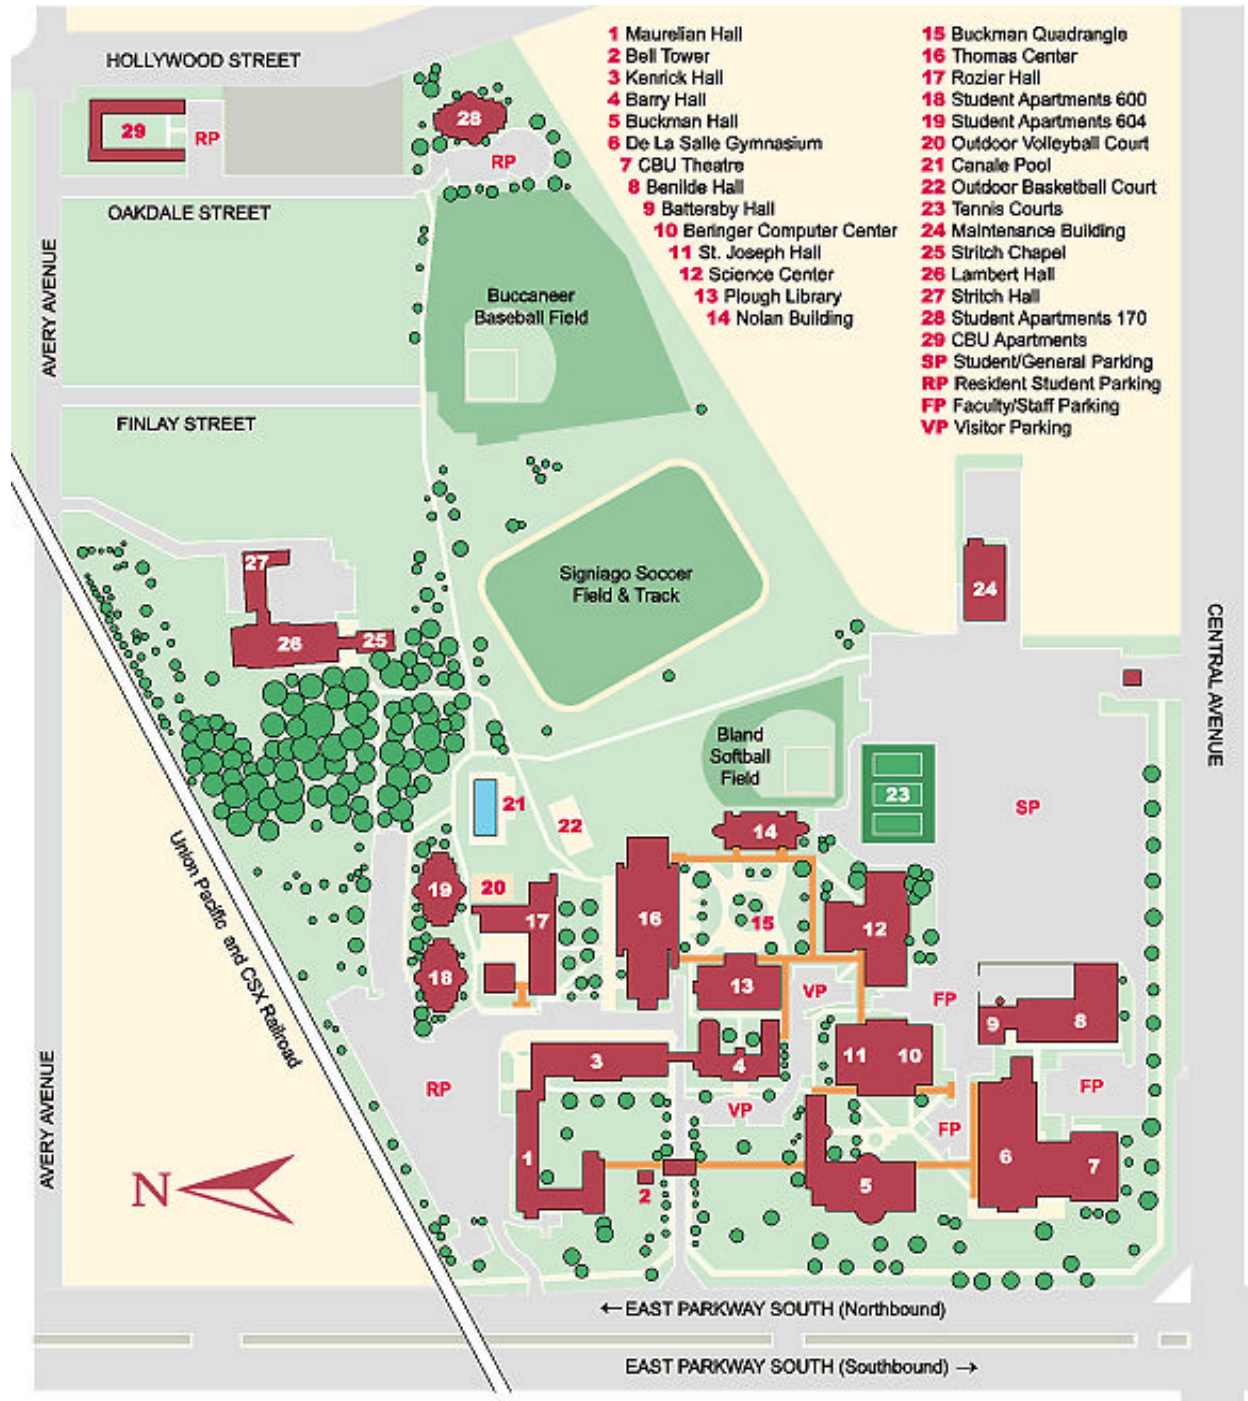 HOLLYWOOD STREET
OAKDALE STREET
FINLAY STREET
AVERY AVENUE
AVERY AVENUE
CENTRAL AVENUE
Union Pacific and CSX Railroad
1 Maurelian Hall
2 Bell Tower
3 Kenrick Hall
4 Barry Hall
5 Buckman Hall
6 De La Salle Gymnasium
7 CBU Theatre
8 Benilde Hall
9 Battersby Hall
10 Beringer Computer Center
11 St. Joseph Hall
12 Science Center
13 Plough Library
14 Nolan Building
15 Buckman Quadrangle
16 Thomas Center
17 Rozier Hall
18 Student Apartments 600
19 Student Apartments 604
20 Outdoor Volleyball Court
21 Canale Pool
22 Outdoor Basketball Court
23 Tennis Courts
24 Maintenance Building
25 Stritch Chapel
26 Lambert Hall
27 Stritch Hall
28 Student Apartments 170
29 CBU Apartments
SP Student/General Parking
RP Resident Student Parking
FP Faculty/Staff Parking
VP Visitor Parking
29
RP
28
RP
Buccaneer
Baseball Field
Signiago Soccer
Field & Track
27
26
25
24
Bland
Softball
Field
23
SP
21
22
14
20
19
17
16
15
12
18
13
VP
FP
9
8
3
4
11
10
RP
VP
FP
FP
1
2
5
6
7
N
←EAST PARKWAY SOUTH (Northbound)
EAST PARKWAY SOUTH (Southbound) →